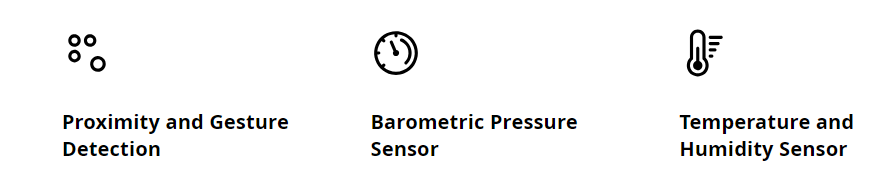 Proximity and Gesture
Detection
Barometric Pressure
Sensor
Temperature and
Humidity Sensor